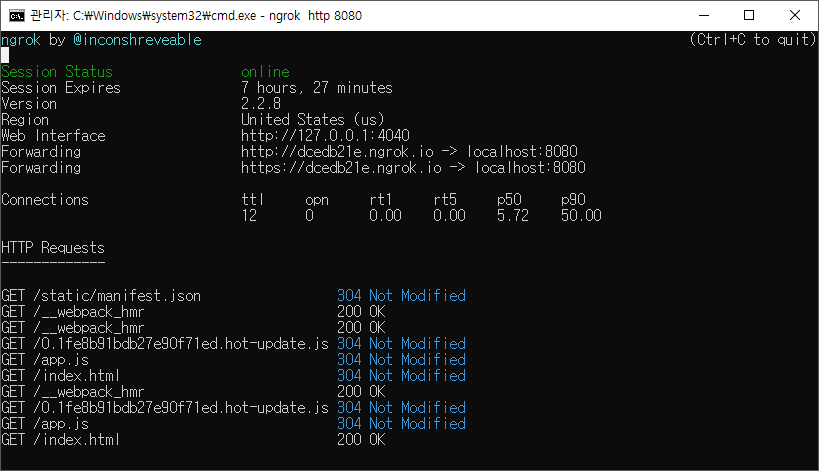 관리자: C:₩Windows₩system32₩cmd.exe - ngrok  http 8080
ngrok by @inconshreveable (Ctrl+C to quit)
Session Status online
Session Expires 7 hours, 27 minutes
Version 2.2.8
Region United States (us)
Web Interface http://127.0.0.1:4040
Forwarding http://dcedb21e.ngrok.io -> localhost:8080
Forwarding https://dcedb21e.ngrok.io -> localhost:8080
Connections ttl opn rt1 rt5 p50 p90
12 0 0.00 0.00 5.72 50.00
HTTP Requests
-------------
GET /static/manifest.json 304 Not Modified
GET /__webpack_hmr 200 OK
GET /__webpack_hmr 200 OK
GET /0.1fe8b91bdb27e90f71ed.hot-update.js 304 Not Modified
GET /app.js 304 Not Modified
GET /index.html 304 Not Modified
GET /__webpack_hmr 200 OK
GET /0.1fe8b91bdb27e90f71ed.hot-update.js 304 Not Modified
GET /app.js 304 Not Modified
GET /index.html 200 OK